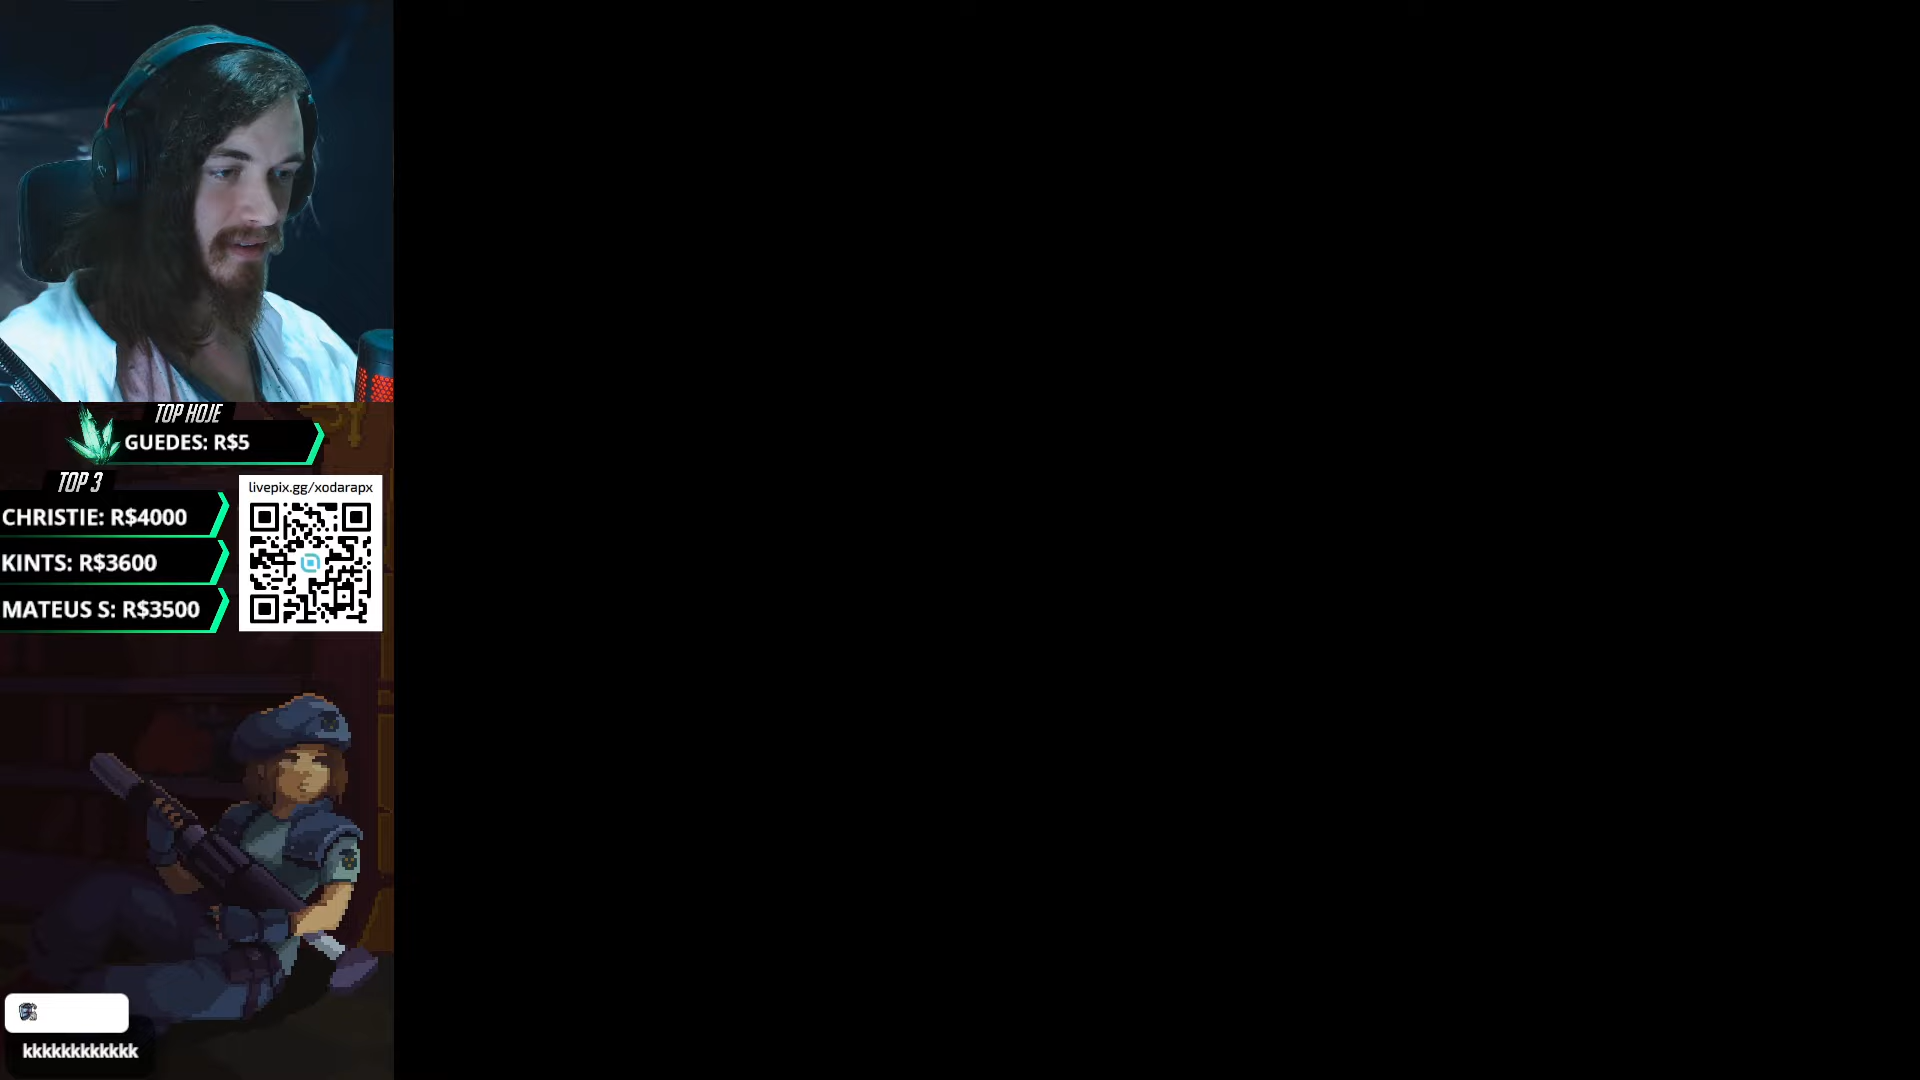 TOP HOJE
GUEDES: R$5
TOP 3
CHRISTIE: R$4000
KINTS: R$3600
MATEUS S: R$3500
livepix.gg/xodarapx
kkkkkkkkkkkk